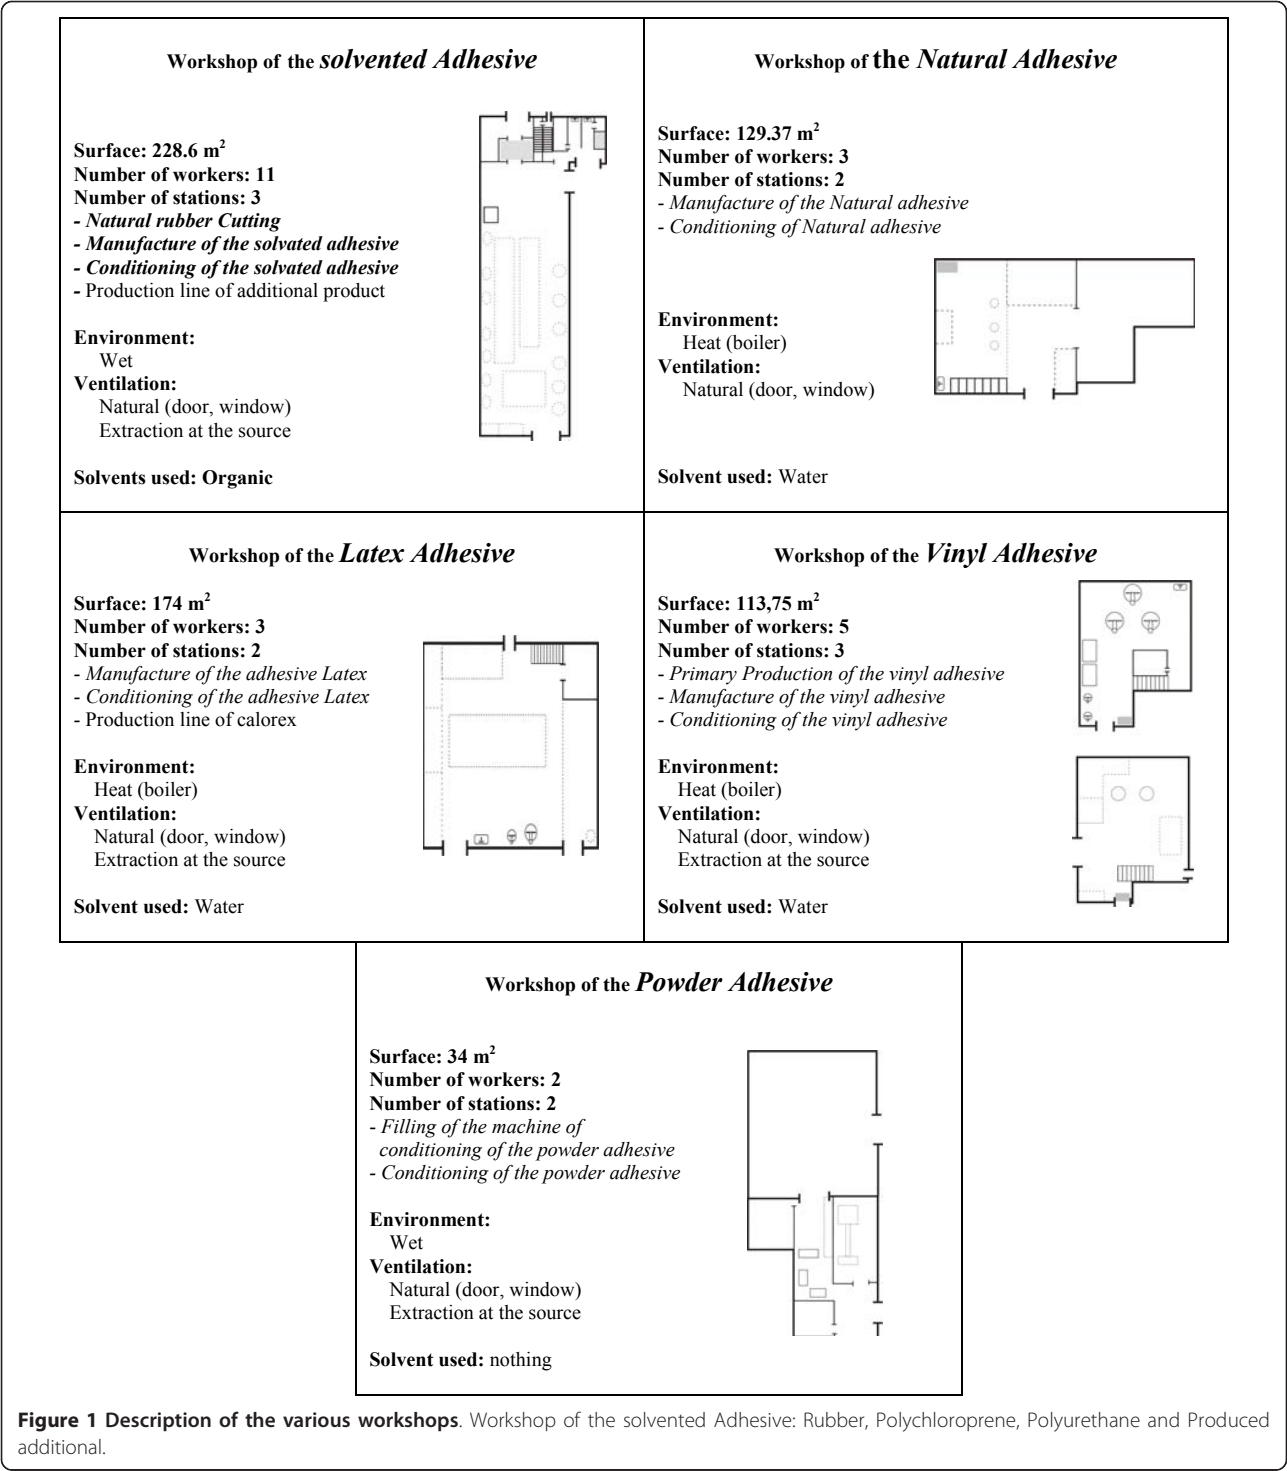 Workshop of the solvented Adhesive
Surface: 228.6 m²
Number of workers: 11
Number of stations: 3
- Natural rubber Cutting
- Manufacture of the solvated adhesive
- Conditioning of the solvated adhesive
- Production line of additional product
Environment:
Wet
Ventilation:
Natural (door, window)
Extraction at the source
Solvents used: Organic
Workshop of the Natural Adhesive
Surface: 129.37 m²
Number of workers: 3
Number of stations: 2
- Manufacture of the Natural adhesive
- Conditioning of Natural adhesive
Environment:
Heat (boiler)
Ventilation:
Natural (door, window)
Solvent used: Water
Workshop of the Latex Adhesive
Surface: 174 m²
Number of workers: 3
Number of stations: 2
- Manufacture of the adhesive Latex
- Conditioning of the adhesive Latex
- Production line of calorex
Environment:
Heat (boiler)
Ventilation:
Natural (door, window)
Extraction at the source
Solvent used: Water
Workshop of the Vinyl Adhesive
Surface: 113,75 m²
Number of workers: 5
Number of stations: 3
- Primary Production of the vinyl adhesive
- Manufacture of the vinyl adhesive
- Conditioning of the vinyl adhesive
Environment:
Heat (boiler)
Ventilation:
Natural (door, window)
Extraction at the source
Solvent used: Water
Workshop of the Powder Adhesive
Surface: 34 m²
Number of workers: 2
Number of stations: 2
- Filling of the machine of
conditioning of the powder adhesive
- Conditioning of the powder adhesive
Environment:
Wet
Ventilation:
Natural (door, window)
Extraction at the source
Solvent used: nothing
Figure 1 Description of the various workshops. Workshop of the solvented Adhesive: Rubber, Polychloroprene, Polyurethane and Produced
additional.